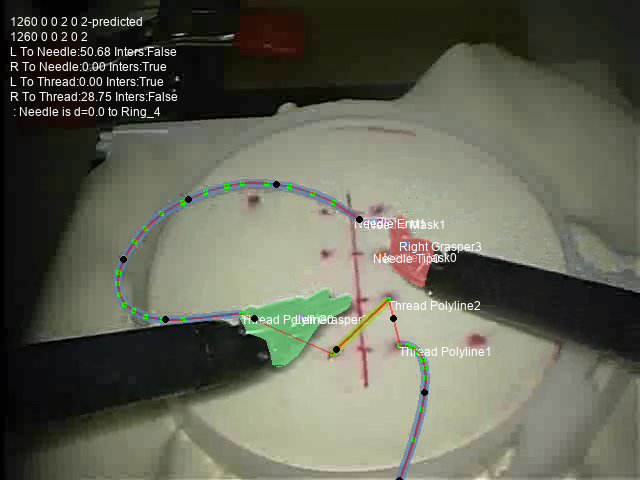 1260 0 0 2 0 2-predicted
1260 0 0 2 0 2
L To Needle:50.68 Inters:False
R To Needle:0.00 Inters:True
L To Thread:0.00 Inters:True
R To Thread:28.75 Inters:False
: Needle is d=0.0 to Ring_4
Right Grasper3
Thread Polyline2
Thread Polyline1